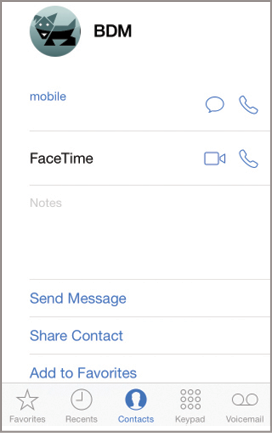 BDM
mobile
FaceTime
Notes
Send Message
Share Contact
Add to Favorites
Favorites Recents Contacts Keypad Voicemail